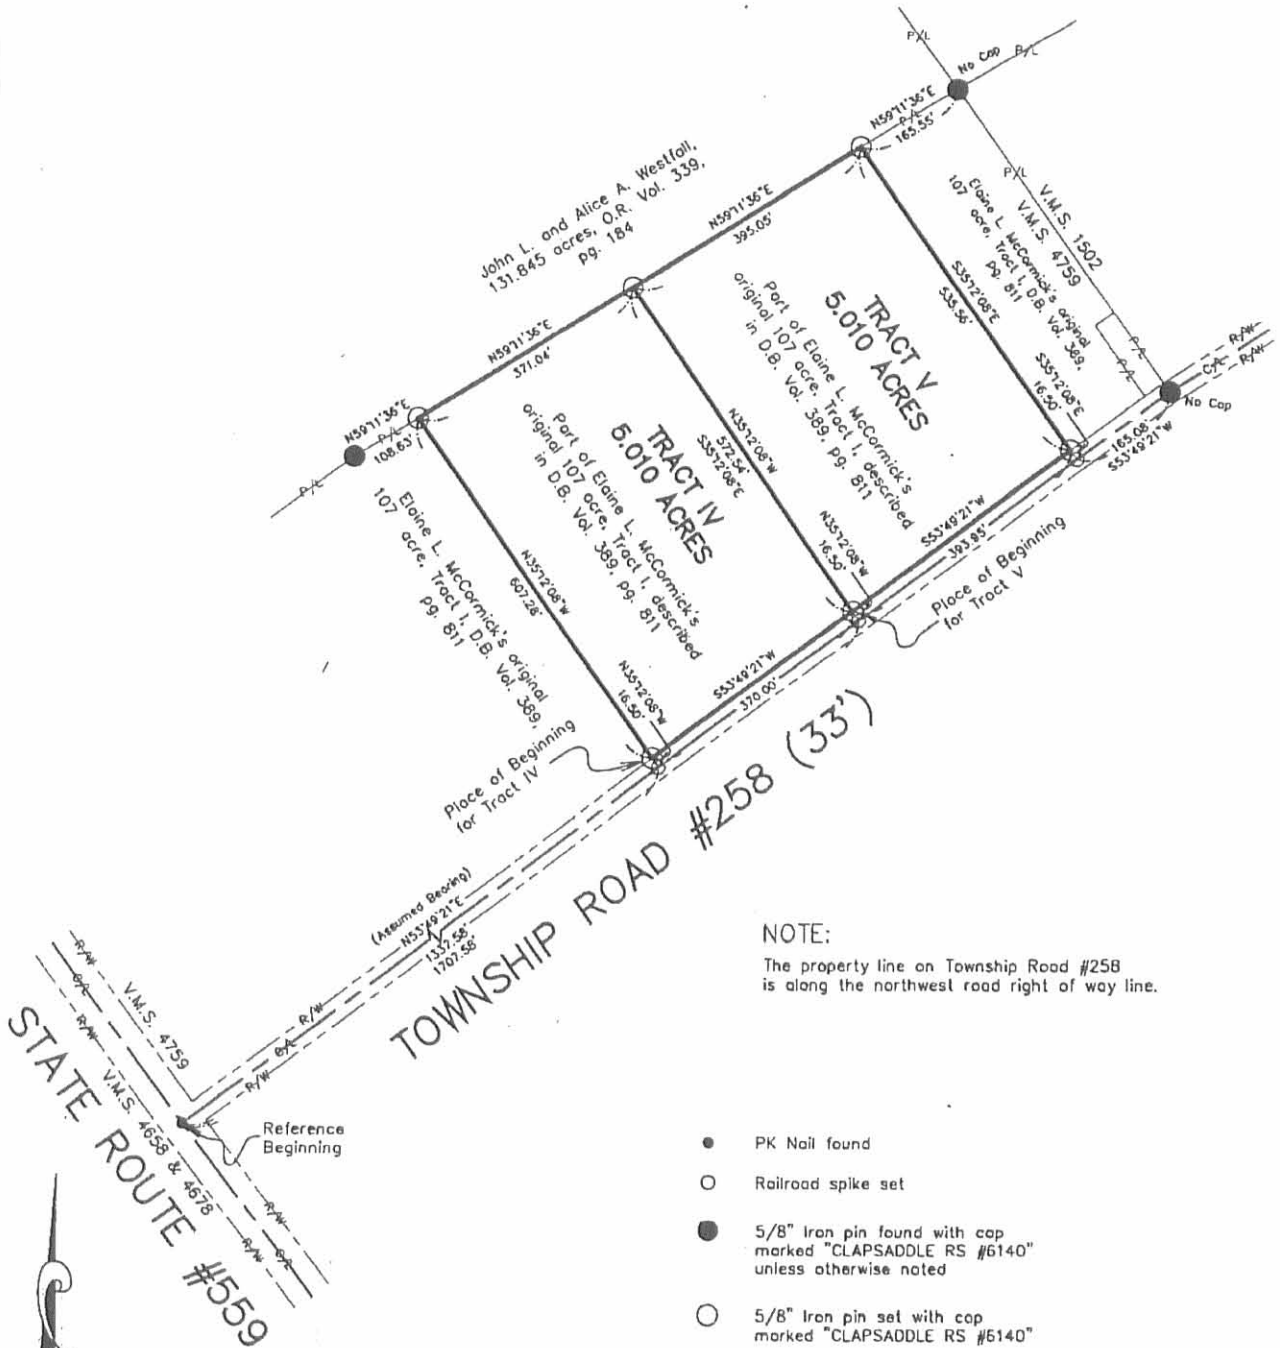 P/L
No Cap
P/L
N59°11'36"E
P/L
165.55'
John L. and Alice A. Westfall,
131.845 acres, O.R. Vol. 339,
pg. 184
N59°11'36"E
395.05'
P/L
V.M.S. 1502
V.M.S. 4759
Elaine L. McCormick's original
107 acre, Tract I, D.B. Vol. 389,
pg. 811
S35°12'08"E
535.56'
TRACT V
5.010 ACRES
Part of Elaine L. McCormick's
original 107 acre, Tract I, described
in D.B. Vol. 389, pg. 811
P/L
P/L
R/W
C/L
R/W
No Cap
S35°12'08"E
16.50'
165.08'
S53°49'21"W
N59°11'36"E
371.04'
N59°11'36"E
P/L
108.63'
P/L
TRACT IV
5.010 ACRES
Part of Elaine L. McCormick's
original 107 acre, Tract I, described
in D.B. Vol. 389, pg. 811
N35°12'08"W
572.54'
S35°12'08"E
N35°12'08"W
16.50'
S53°49'21"W
393.95'
Place of Beginning
for Tract V
Elaine L. McCormick's original
107 acre, Tract I, D.B. Vol. 389,
pg. 811
N35°12'08"W
607.28'
N35°12'08"W
16.50'
S53°49'21"W
370.00'
Place of Beginning
for Tract IV
TOWNSHIP ROAD #258 (33')
(Assumed Bearing)
N53°49'21"E
1337.58'
1707.58'
R/W
C/L
R/W
NOTE:
The property line on Township Road #258
is along the northwest road right of way line.
R/W
C/L
R/W
V.M.S. 4759
V.M.S. 4658 & 4678
STATE ROUTE #559
Reference
Beginning
R/W
R/W
C/L
PK Nail found
Railroad spike set
5/8" Iron pin found with cap
marked "CLAPSADDLE RS #6140"
unless otherwise noted
5/8" Iron pin set with cap
marked "CLAPSADDLE RS #6140"